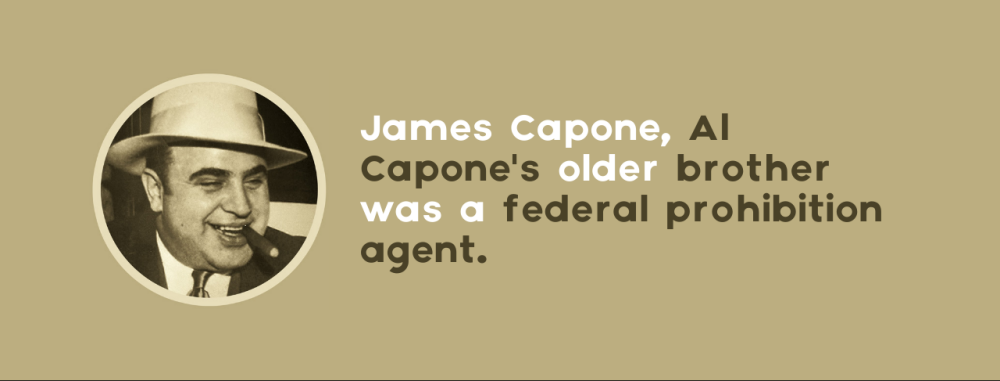 James Capone, Al
Capone's older brother
was a federal prohibition
agent.